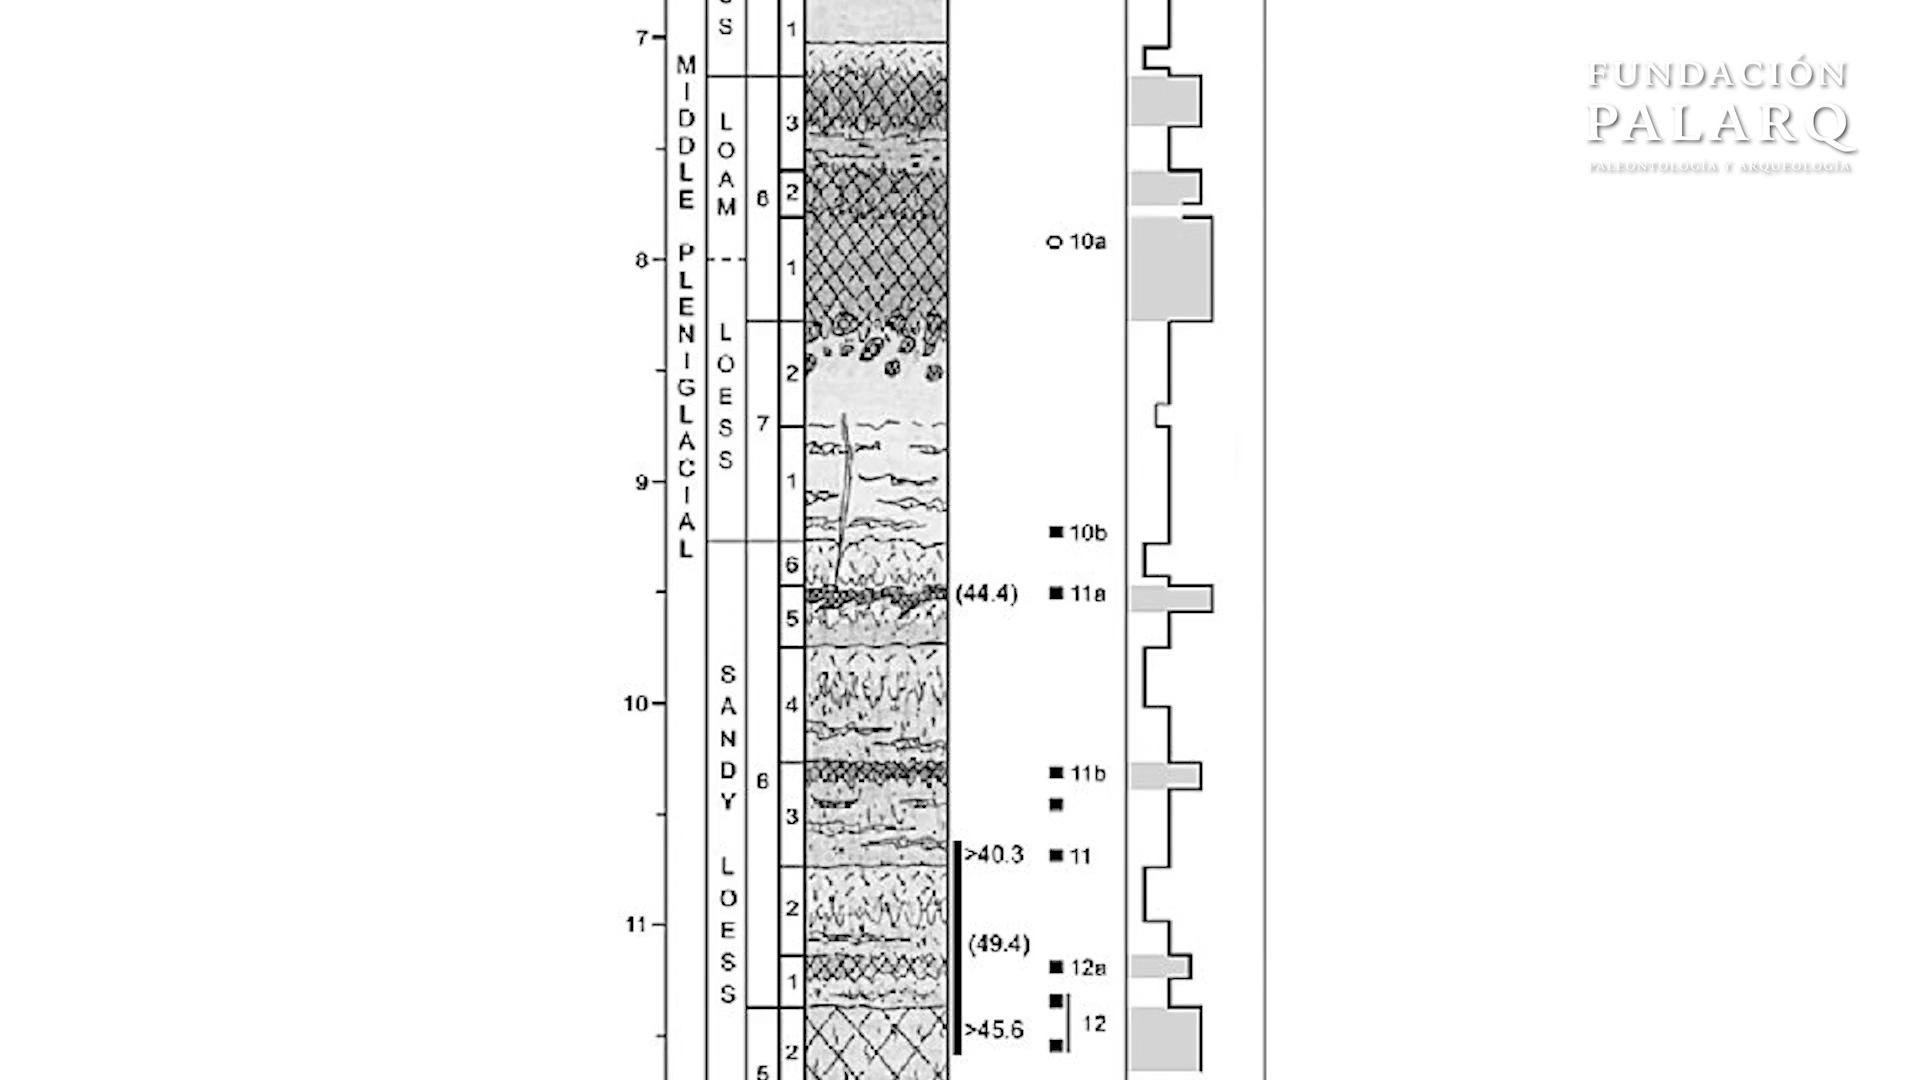 FUNDACIÓN
PALARQ
PALEONTOLOGÍA Y ARQUEOLOGÍA
7
8
9
10
11
MIDDLE PLENIGLACIAL
S
LOAM
LOESS
SANDY LOESS
8
7
6
5
1
3
2
1
2
1
6
5
4
3
2
1
2
10a
10b
(44.4)
11a
11b
>40.3
11
(49.4)
12a
>45.6
12